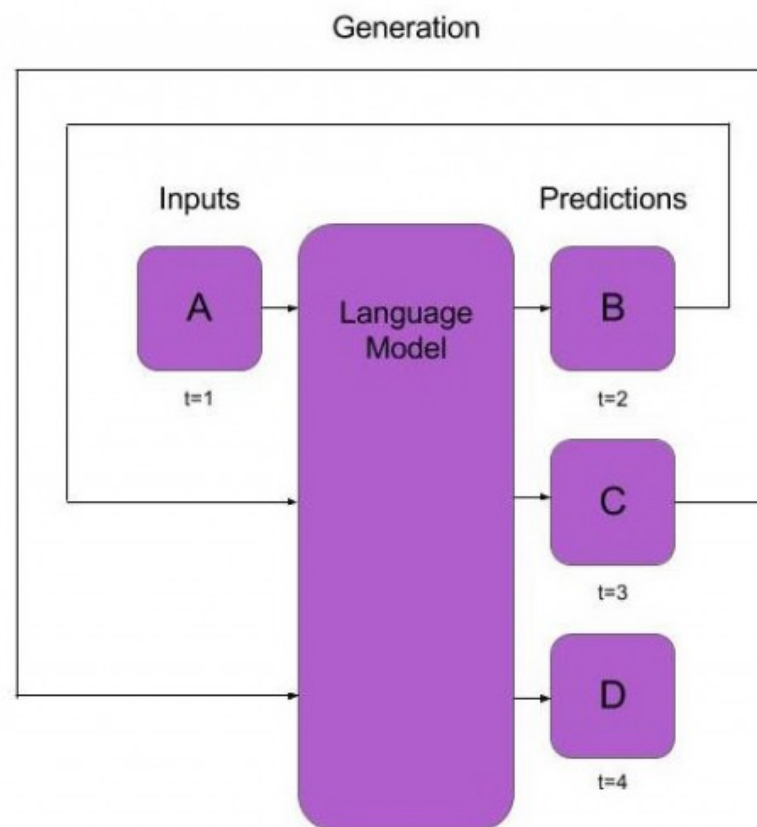 Generation
Inputs
Predictions
A
Language
Model
B
t=1
t=2
C
t=3
D
t=4